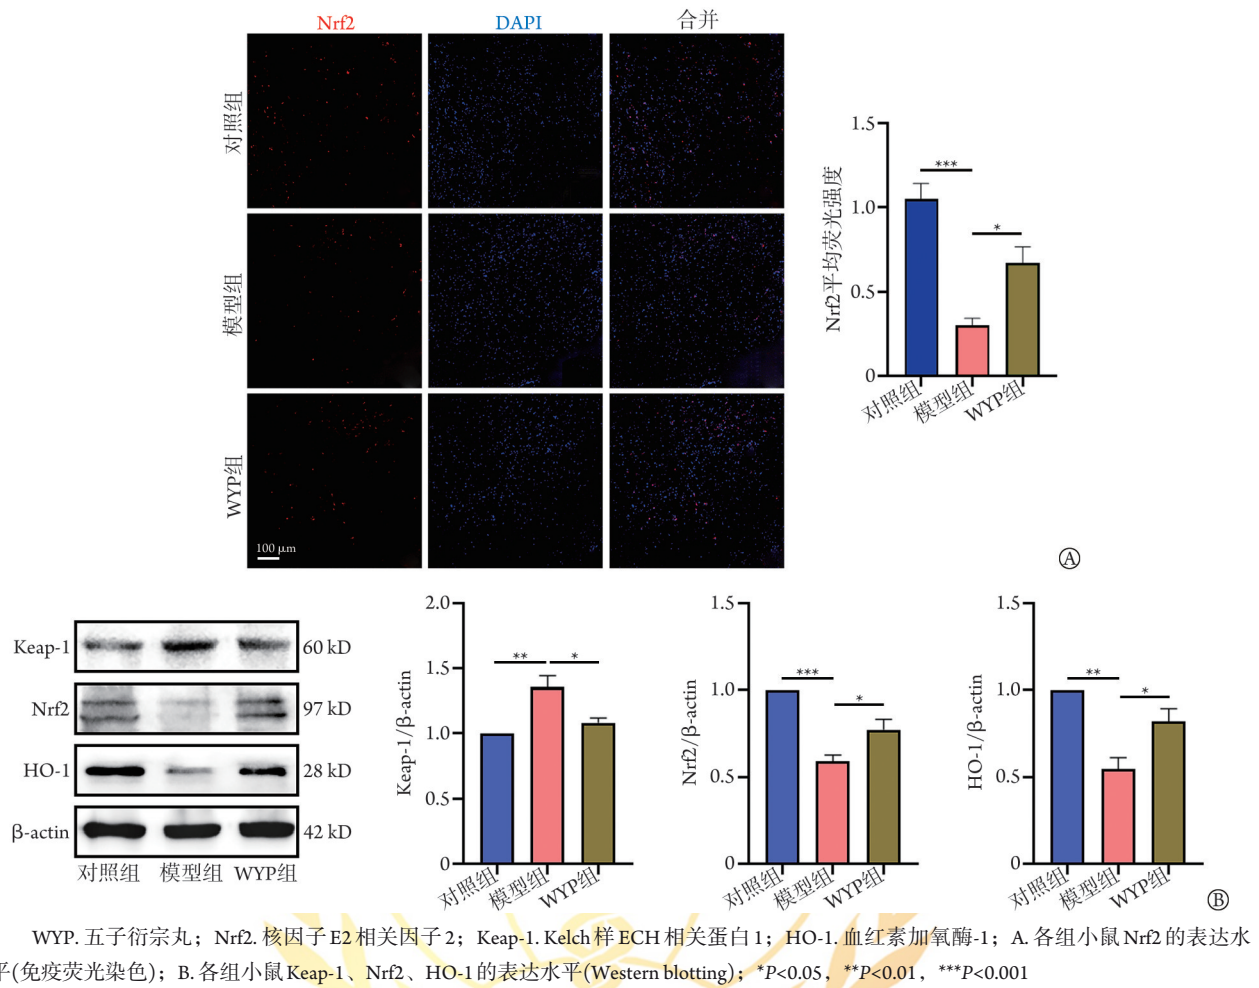 Nrf2 DAPI 合并
对照组
模型组
WYP组
100 μm
1.5
1.0
0.5
0
Nrf2平均荧光强度
***
*
对照组 模型组 WYP组
A
Keap-1 60 kD
Nrf2 97 kD
HO-1 28 kD
β-actin 42 kD
对照组 模型组 WYP组
2.0
1.5
1.0
0.5
0
Keap-1/β-actin
** *
对照组 模型组 WYP组
1.5
1.0
0.5
0
Nrf2/β-actin
***
*
对照组 模型组 WYP组
1.5
1.0
0.5
0
HO-1/β-actin
**
*
对照组 模型组 WYP组
B
WYP. 五子衍宗丸；Nrf2. 核因子E2相关因子2；Keap-1. Kelch样ECH相关蛋白1；HO-1. 血红素加氧酶-1；A. 各组小鼠Nrf2的表达水
平(免疫荧光染色)；B. 各组小鼠Keap-1、Nrf2、HO-1的表达水平(Western blotting)；*P<0.05，**P<0.01，***P<0.001